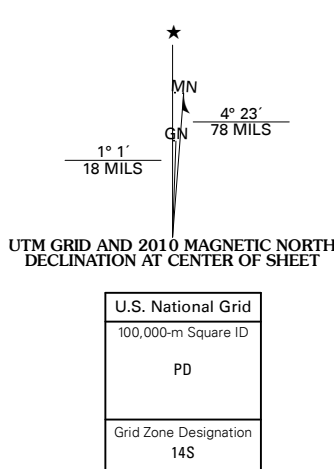 ★
MN
4° 23´
78 MILS
GN
1° 1´
18 MILS
UTM GRID AND 2010 MAGNETIC NORTH
DECLINATION AT CENTER OF SHEET
U.S. National Grid
100,000-m Square ID
PD
Grid Zone Designation
14S